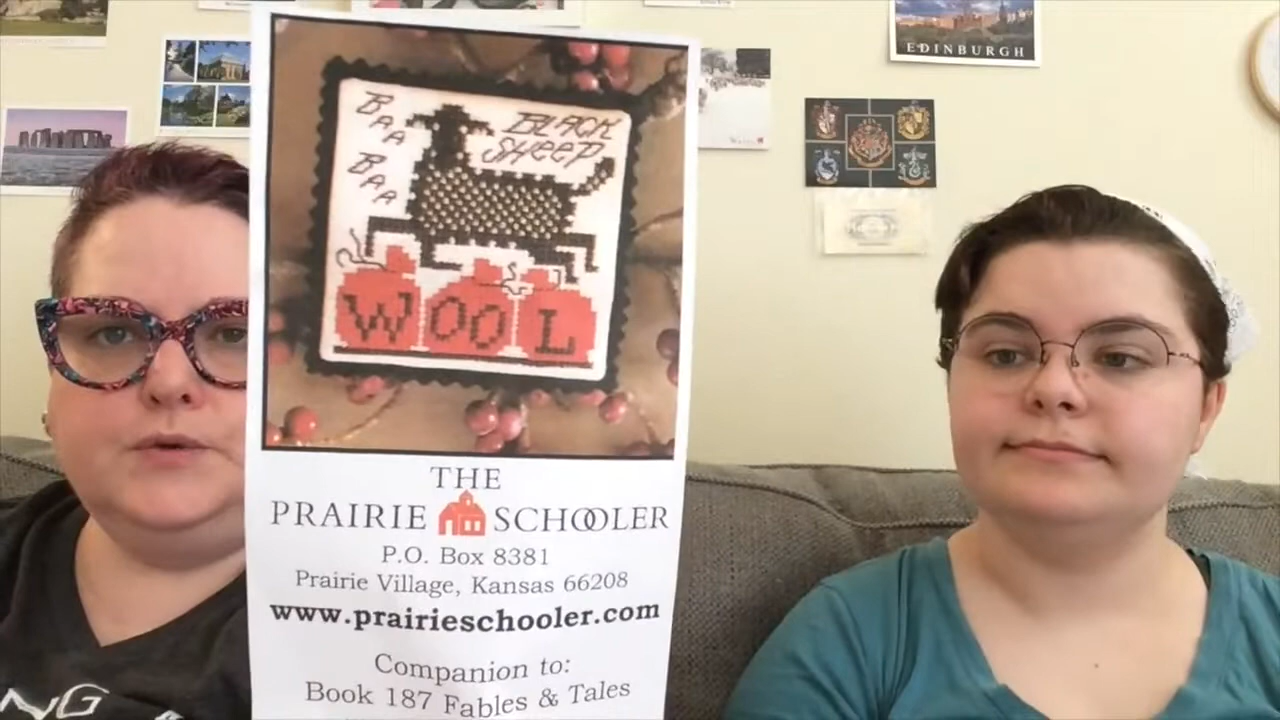 EDINBURGH
BAA
BLACK
SHEEP
BAA
WOOL
THE
PRAIRIE SCHOOLER
P.O. Box 8381
Prairie Village, Kansas 66208
www.prairieschooler.com
Companion to:
Book 187 Fables & Tales
NG